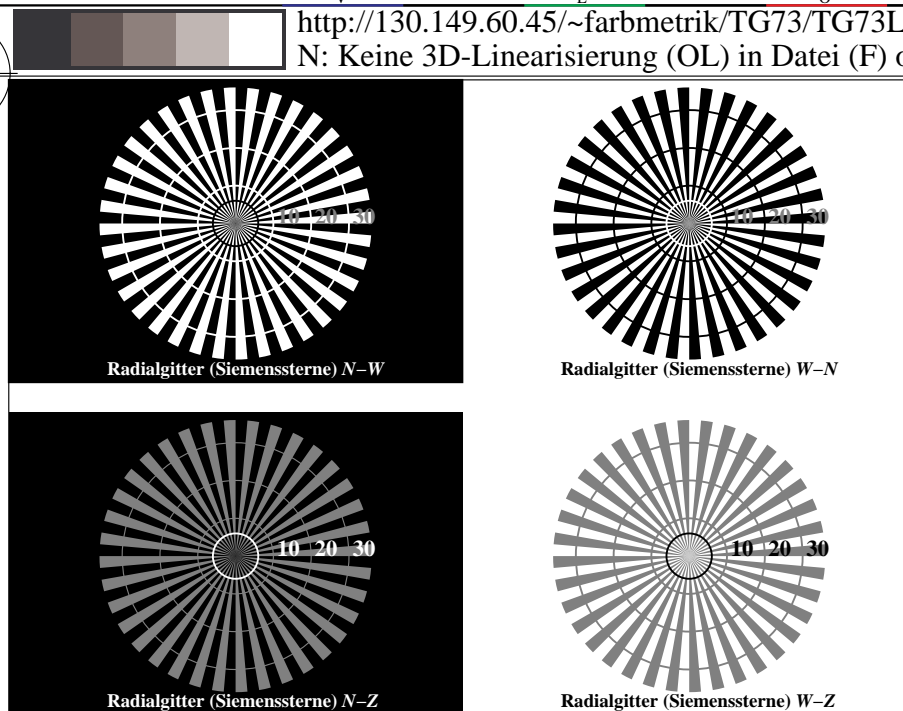 http://130.149.60.45/~farbmetrik/TG73/TG73L
N: Keine 3D-Linearisierung (OL) in Datei (F) o
10 20 30
Radialgitter (Siemenssterne) N–W
10 20 30
Radialgitter (Siemenssterne) W–N
10 20 30
Radialgitter (Siemenssterne) N–Z
10 20 30
Radialgitter (Siemenssterne) W–Z